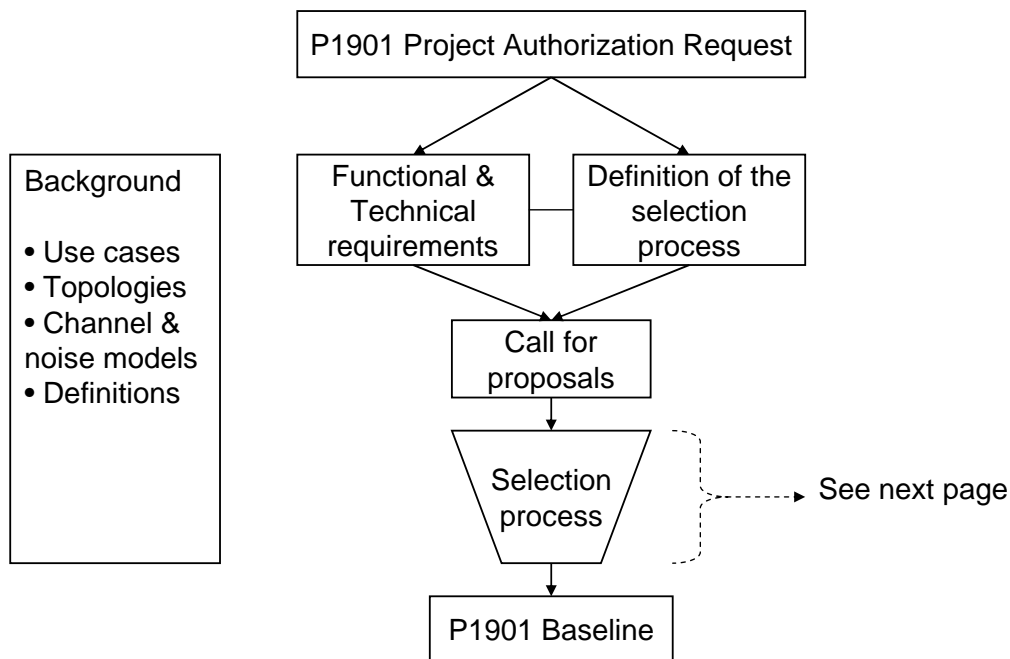 P1901 Project Authorization Request
Background
• Use cases
• Topologies
• Channel &
noise models
• Definitions
Functional &
Technical
requirements
Definition of the
selection
process
Call for
proposals
Selection
process
See next page
P1901 Baseline